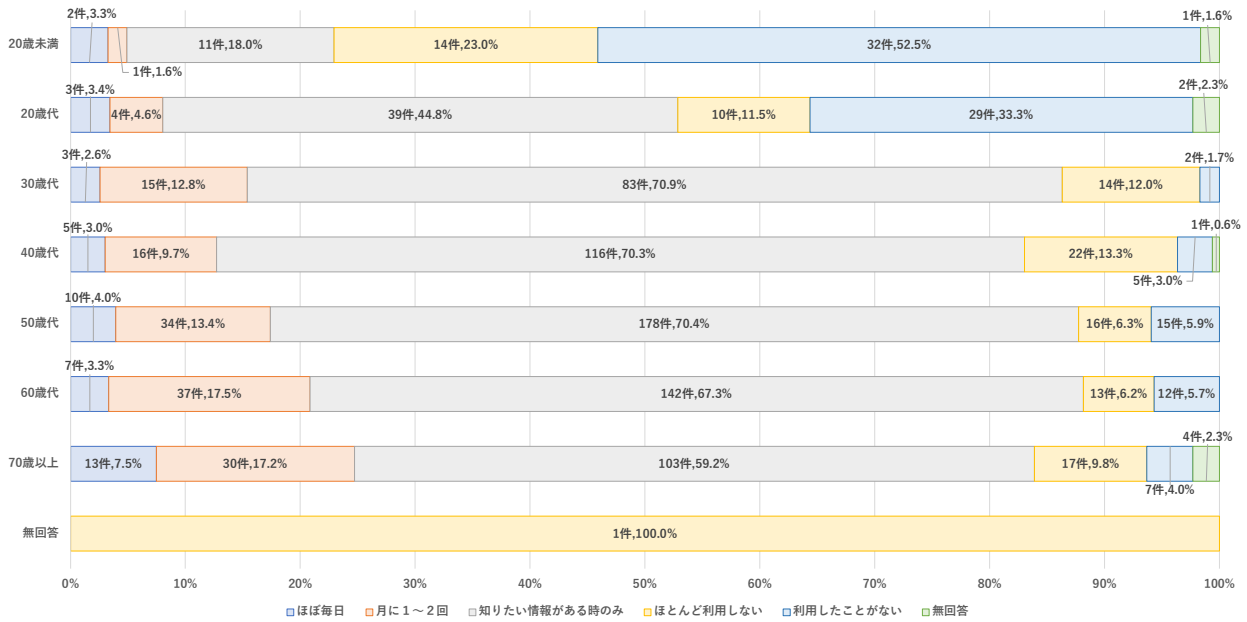 2件,3.3%
1件,1.6%
20歳未満
11件,18.0%
14件,23.0%
32件,52.5%
1件,1.6%
3件,3.4%
2件,2.3%
20歳代
4件,4.6%
39件,44.8%
10件,11.5%
29件,33.3%
3件,2.6%
2件,1.7%
30歳代
15件,12.8%
83件,70.9%
14件,12.0%
5件,3.0%
1件,0.6%
40歳代
16件,9.7%
116件,70.3%
22件,13.3%
5件,3.0%
10件,4.0%
50歳代
34件,13.4%
178件,70.4%
16件,6.3%
15件,5.9%
7件,3.3%
60歳代
37件,17.5%
142件,67.3%
13件,6.2%
12件,5.7%
4件,2.3%
70歳以上
13件,7.5%
30件,17.2%
103件,59.2%
17件,9.8%
7件,4.0%
無回答
1件,100.0%
0%
10%
20%
30%
40%
50%
60%
70%
80%
90%
100%
ほぼ毎日
月に１～２回
知りたい情報がある時のみ
ほとんど利用しない
利用したことがない
無回答